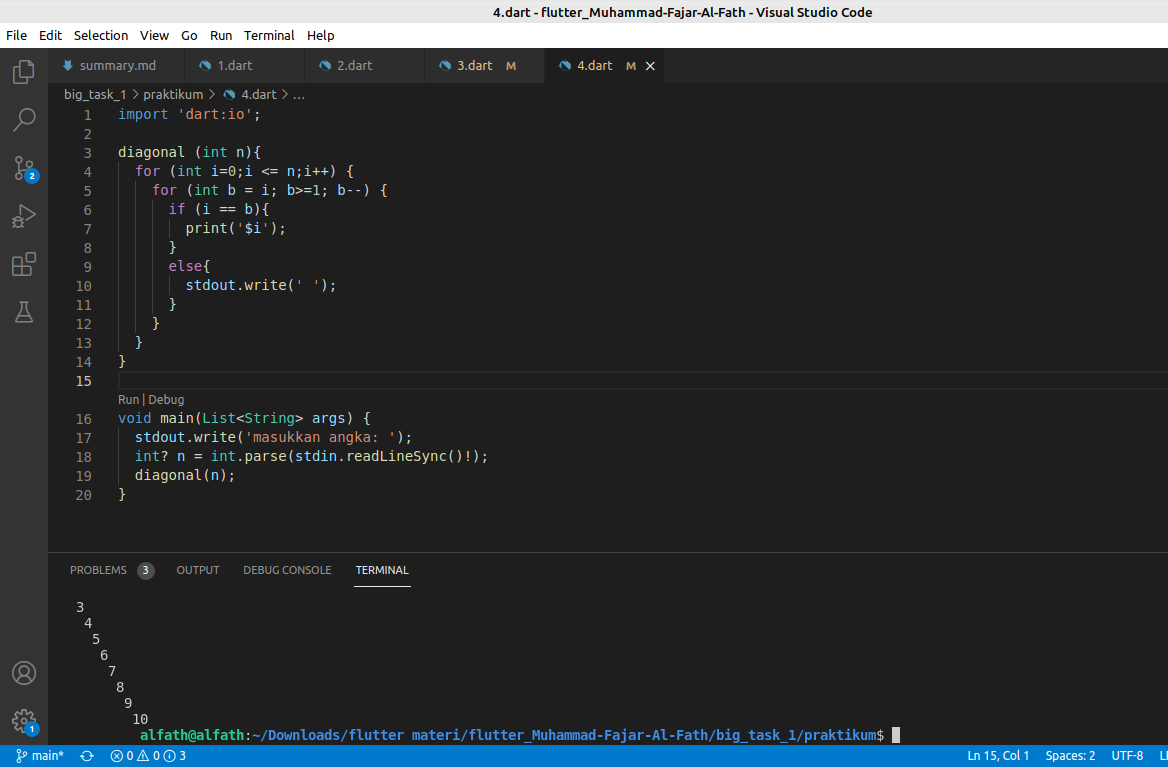 4.dart - flutter_Muhammad-Fajar-Al-Fath - Visual Studio Code
File Edit Selection View Go Run Terminal Help
summary.md 1.dart 2.dart 3.dart M 4.dart M
big_task_1 > praktikum > 4.dart > ...
1 import 'dart:io';
2
3 diagonal (int n){
4 for (int i=0;i <= n;i++) {
5 for (int b = i; b>=1; b--) {
6 if (i == b){
7 print('$i');
8 }
9 else{
10 stdout.write(' ');
11 }
12 }
13 }
14 }
15
Run | Debug
16 void main(List<String> args) {
17 stdout.write('masukkan angka: ');
18 int? n = int.parse(stdin.readLineSync()!);
19 diagonal(n);
20 }
PROBLEMS 3 OUTPUT DEBUG CONSOLE TERMINAL
3
4
5
6
7
8
9
10
alfath@alfath:~/Downloads/flutter materi/flutter_Muhammad-Fajar-Al-Fath/big_task_1/praktikum$
2
1
main* 0 0 3 Ln 15, Col 1 Spaces: 2 UTF-8